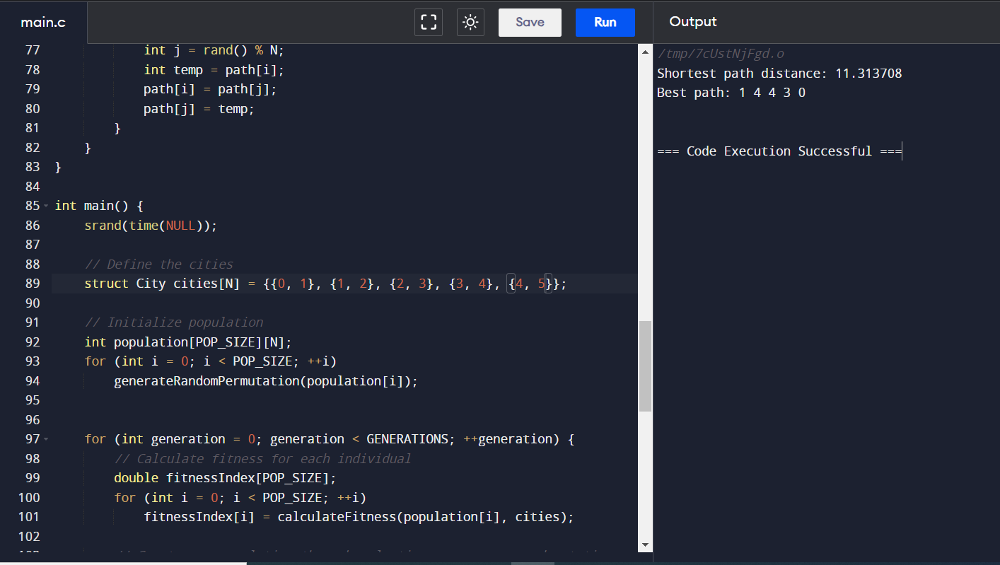 main.c
Save
Run
77 int j = rand() % N;
78 int temp = path[i];
79 path[i] = path[j];
80 path[j] = temp;
81 }
82 }
83 }
84
85 int main() {
86 srand(time(NULL));
87
88 // Define the cities
89 struct City cities[N] = {{0, 1}, {1, 2}, {2, 3}, {3, 4}, {4, 5}};
90
91 // Initialize population
92 int population[POP_SIZE][N];
93 for (int i = 0; i < POP_SIZE; ++i)
94 generateRandomPermutation(population[i]);
95
96
97 for (int generation = 0; generation < GENERATIONS; ++generation) {
98 // Calculate fitness for each individual
99 double fitnessIndex[POP_SIZE];
100 for (int i = 0; i < POP_SIZE; ++i)
101 fitnessIndex[i] = calculateFitness(population[i], cities);
102
Output
/tmp/7cUstNjFgd.o
Shortest path distance: 11.313708
Best path: 1 4 4 3 0
=== Code Execution Successful ===